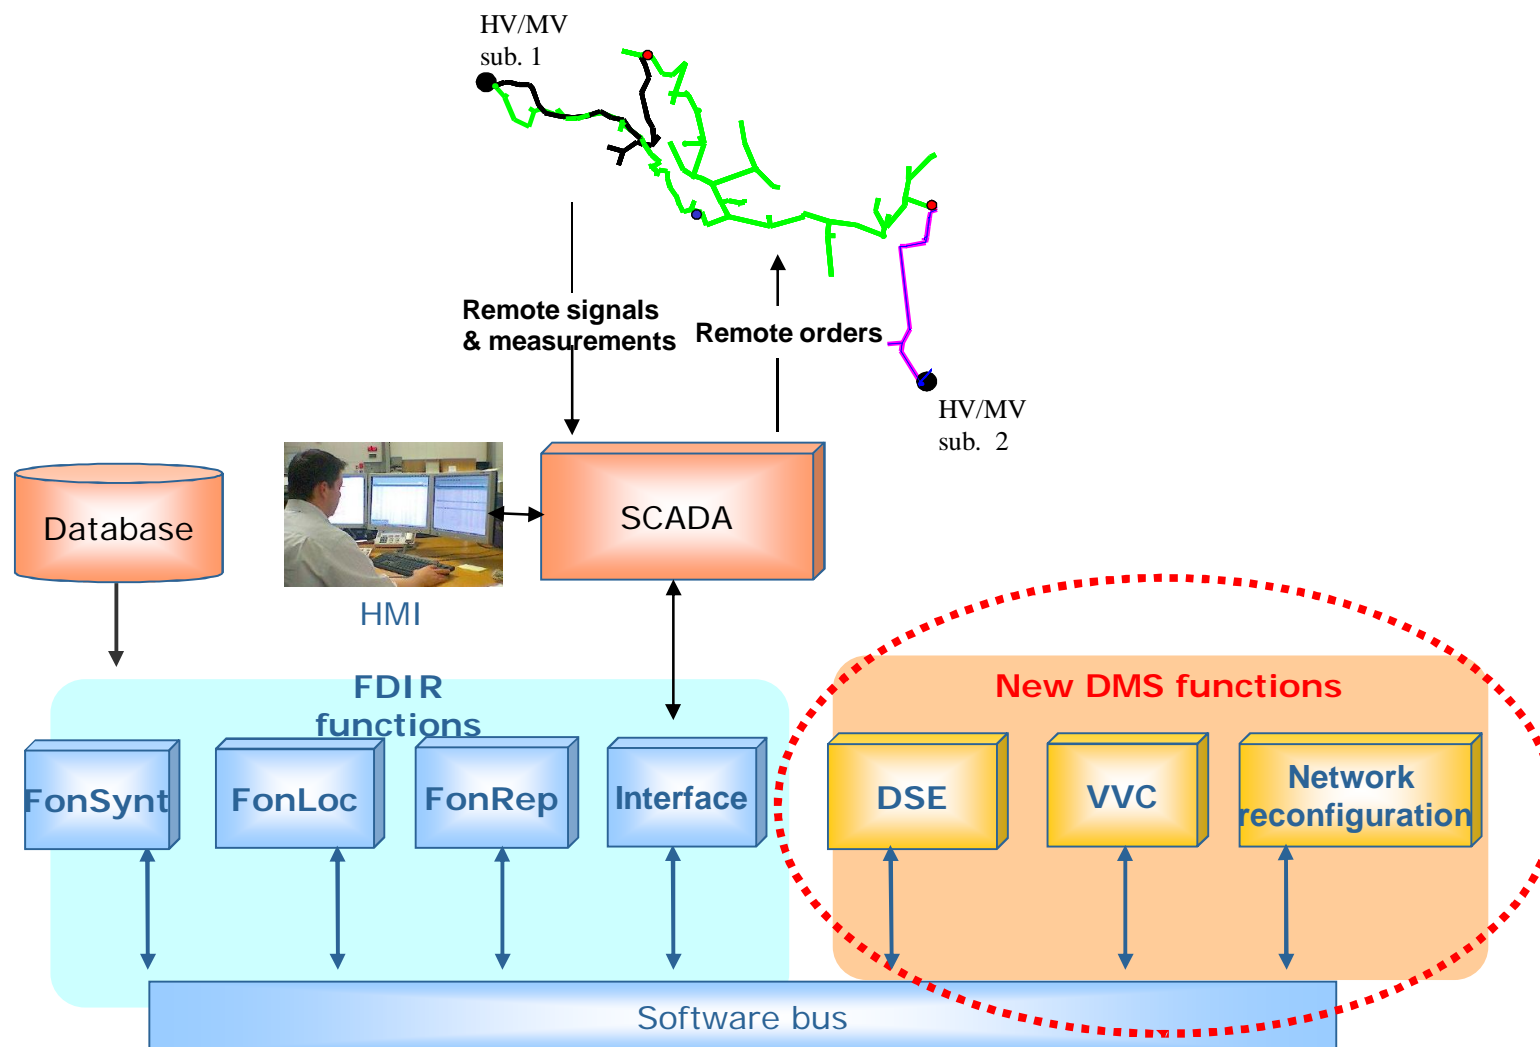 HV/MV
sub. 1
Remote signals
& measurements
Remote orders
HV/MV
sub. 2
Database
SCADA
HMI
FDIR
functions
New DMS functions
FonSynt
FonLoc
FonRep
Interface
DSE
VVC
Network
reconfiguration
Software bus